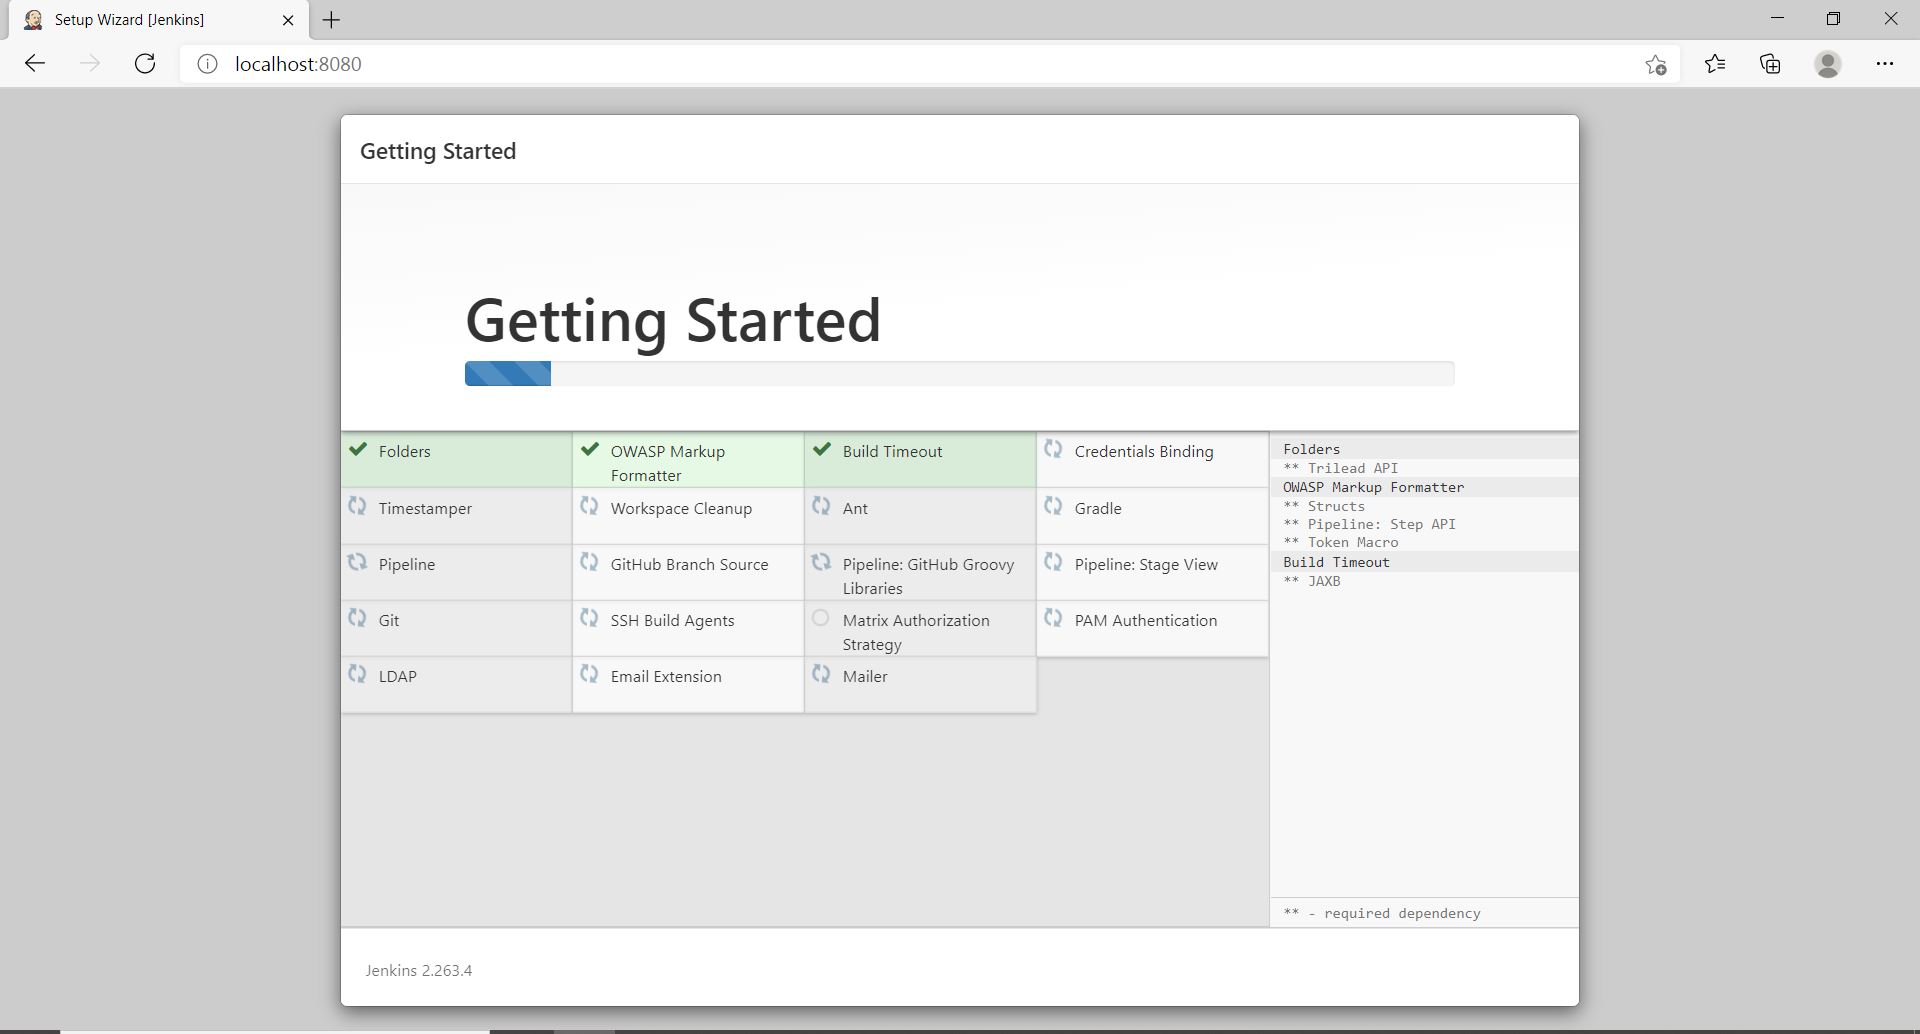 Setup Wizard [Jenkins]
localhost:8080
Getting Started
Getting Started
Folders
OWASP Markup
Formatter
Build Timeout
Credentials Binding
Timestamper
Workspace Cleanup
Ant
Gradle
Pipeline
GitHub Branch Source
Pipeline: GitHub Groovy
Libraries
Pipeline: Stage View
Git
SSH Build Agents
Matrix Authorization
Strategy
PAM Authentication
LDAP
Email Extension
Mailer
Folders
** Trilead API
OWASP Markup Formatter
** Structs
** Pipeline: Step API
** Token Macro
Build Timeout
** JAXB
** - required dependency
Jenkins 2.263.4